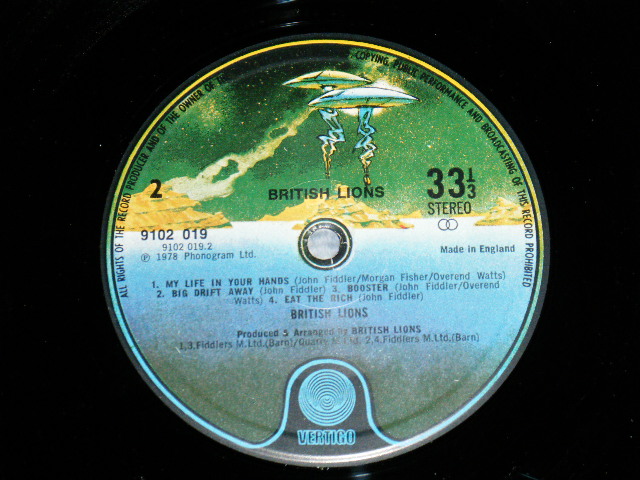 ALL RIGHTS OF THE RECORD PRODUCER AND OF THE OWNER OF
COPYING, PUBLIC PERFORMANCE AND BROADCASTING OF THIS RECORD PROHIBITED
2
BRITISH LIONS
33⅓
STEREO
9102 019
9102 019.2
℗ 1978 Phonogram Ltd.
Made in England
1. MY LIFE IN YOUR HANDS (John Fiddler/Morgan Fisher/Overend Watts)
2. BIG DRIFT AWAY (John Fiddler) 3. BOOSTER (John Fiddler/Overend
Watts) 4. EAT THE RICH (John Fiddler)
BRITISH LIONS
Produced & Arranged by BRITISH LIONS
1.3.Fiddlers M.Ltd.(Barn)/Quarry M.Ltd. 2.4.Fiddlers M.Ltd.(Barn)
VERTIGO